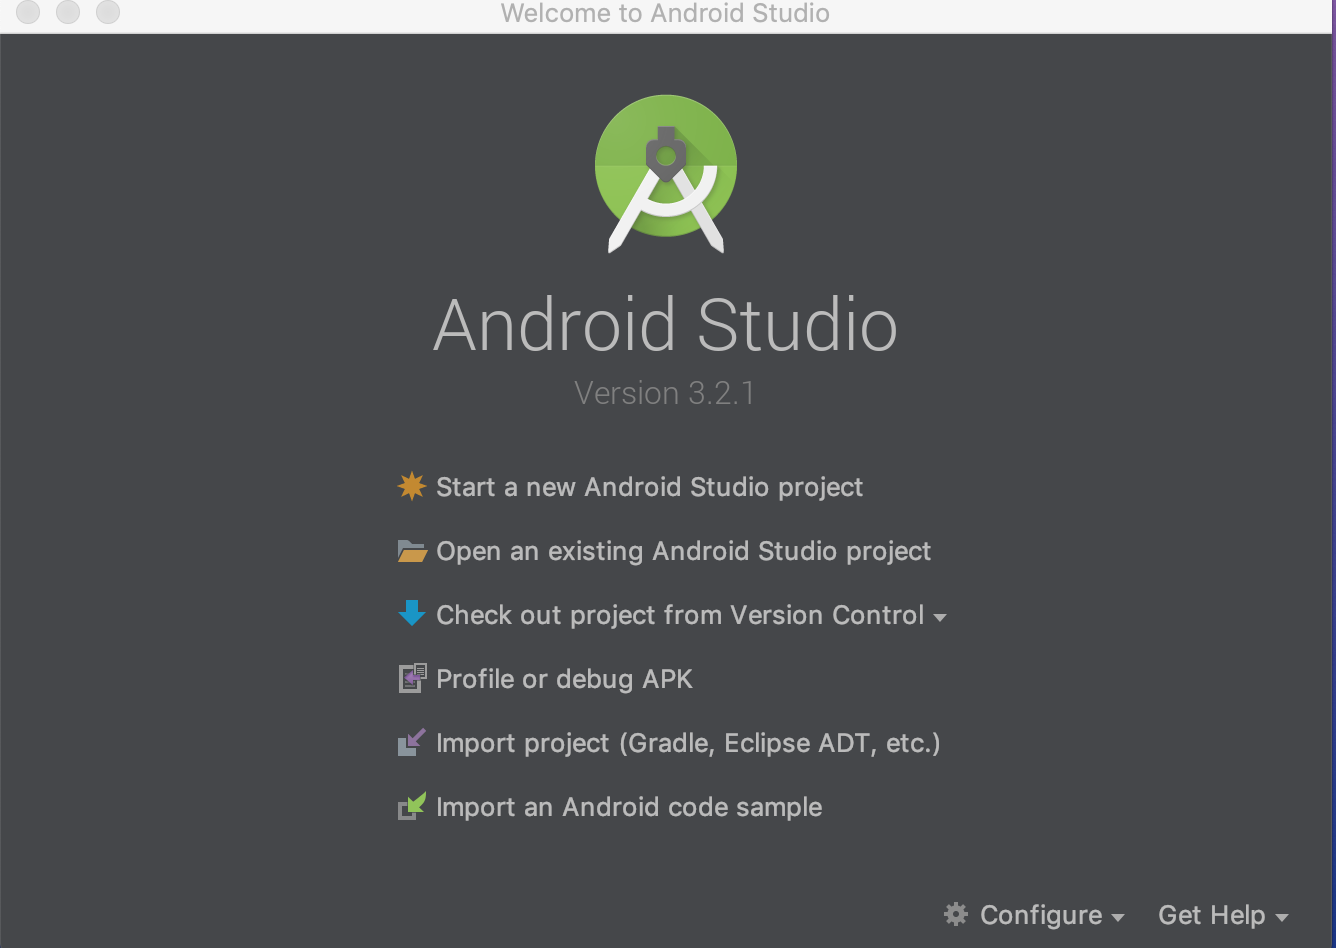 Welcome to Android Studio
Android Studio
Version 3.2.1
Start a new Android Studio project
Open an existing Android Studio project
Check out project from Version Control
Profile or debug APK
Import project (Gradle, Eclipse ADT, etc.)
Import an Android code sample
Configure Get Help